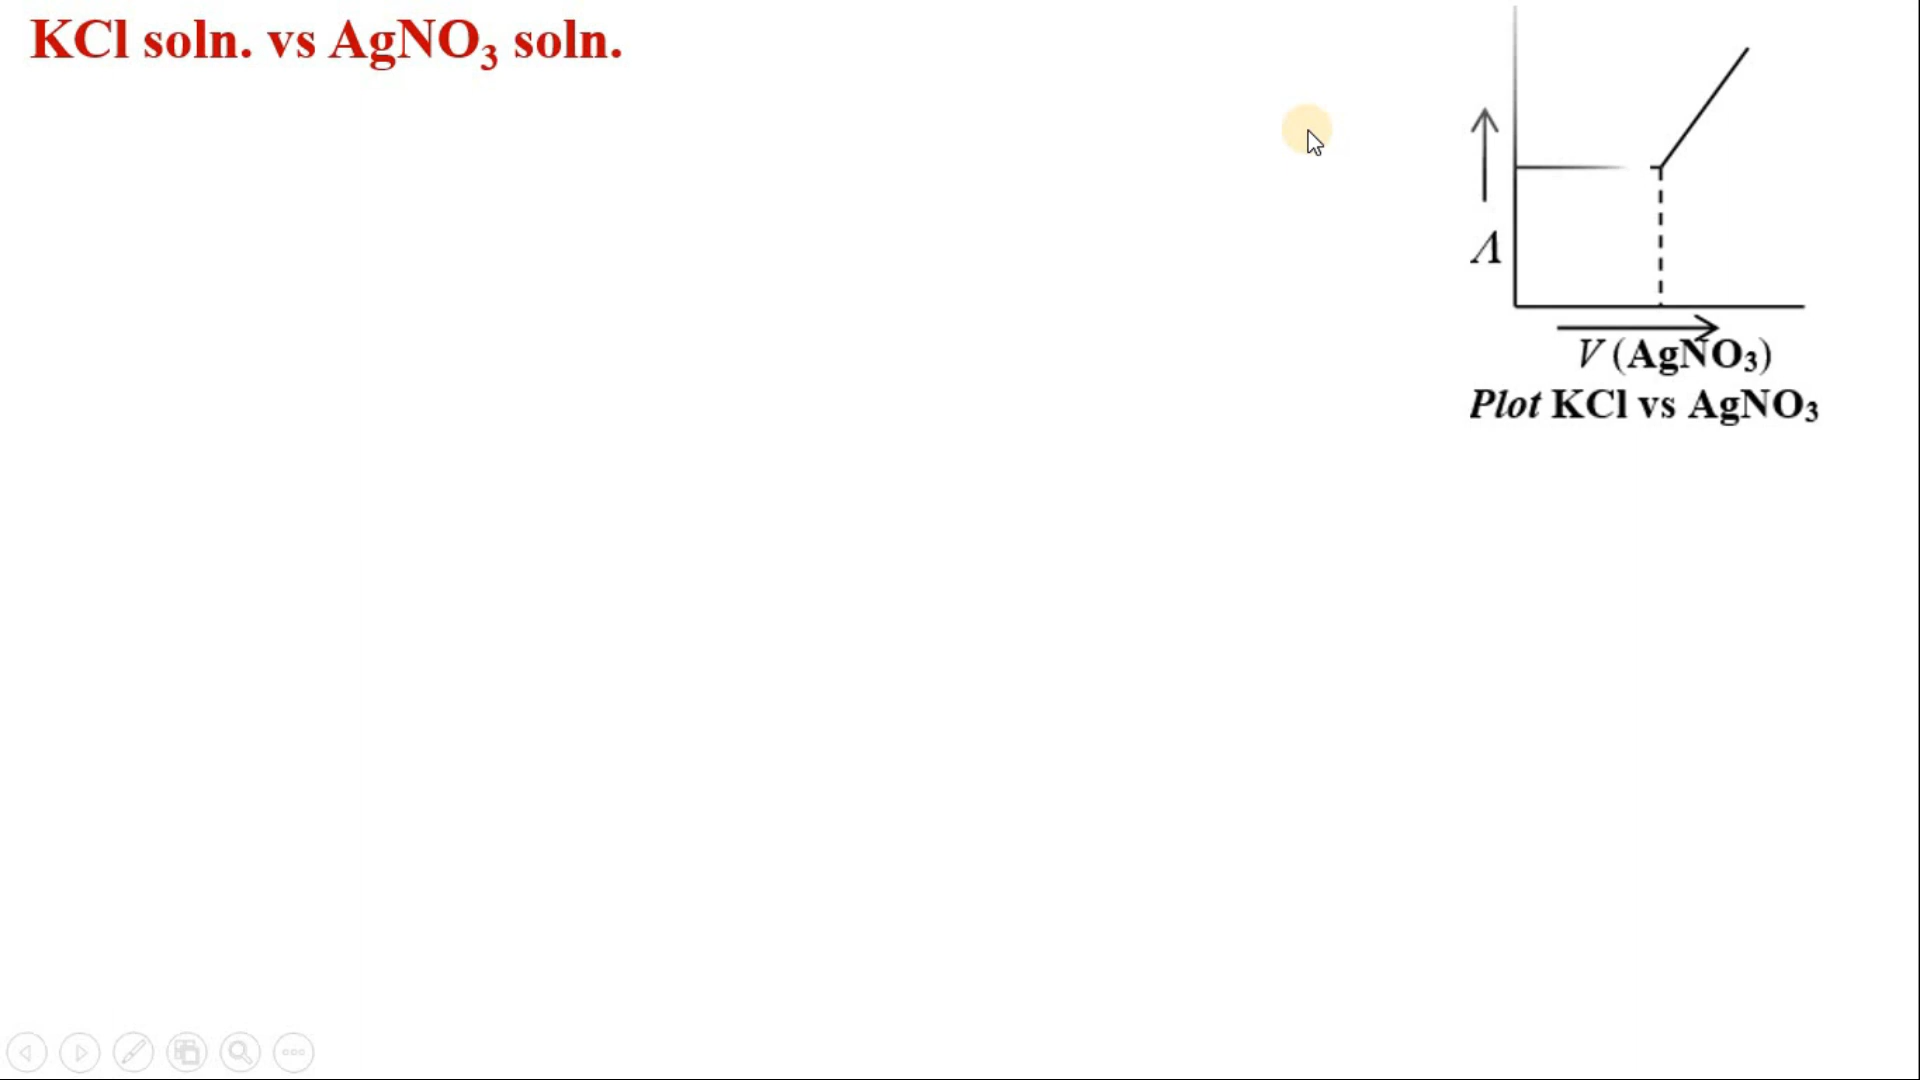 KCl soln. vs AgNO₃ soln.
Λ
V (AgNO₃)
Plot KCl vs AgNO₃